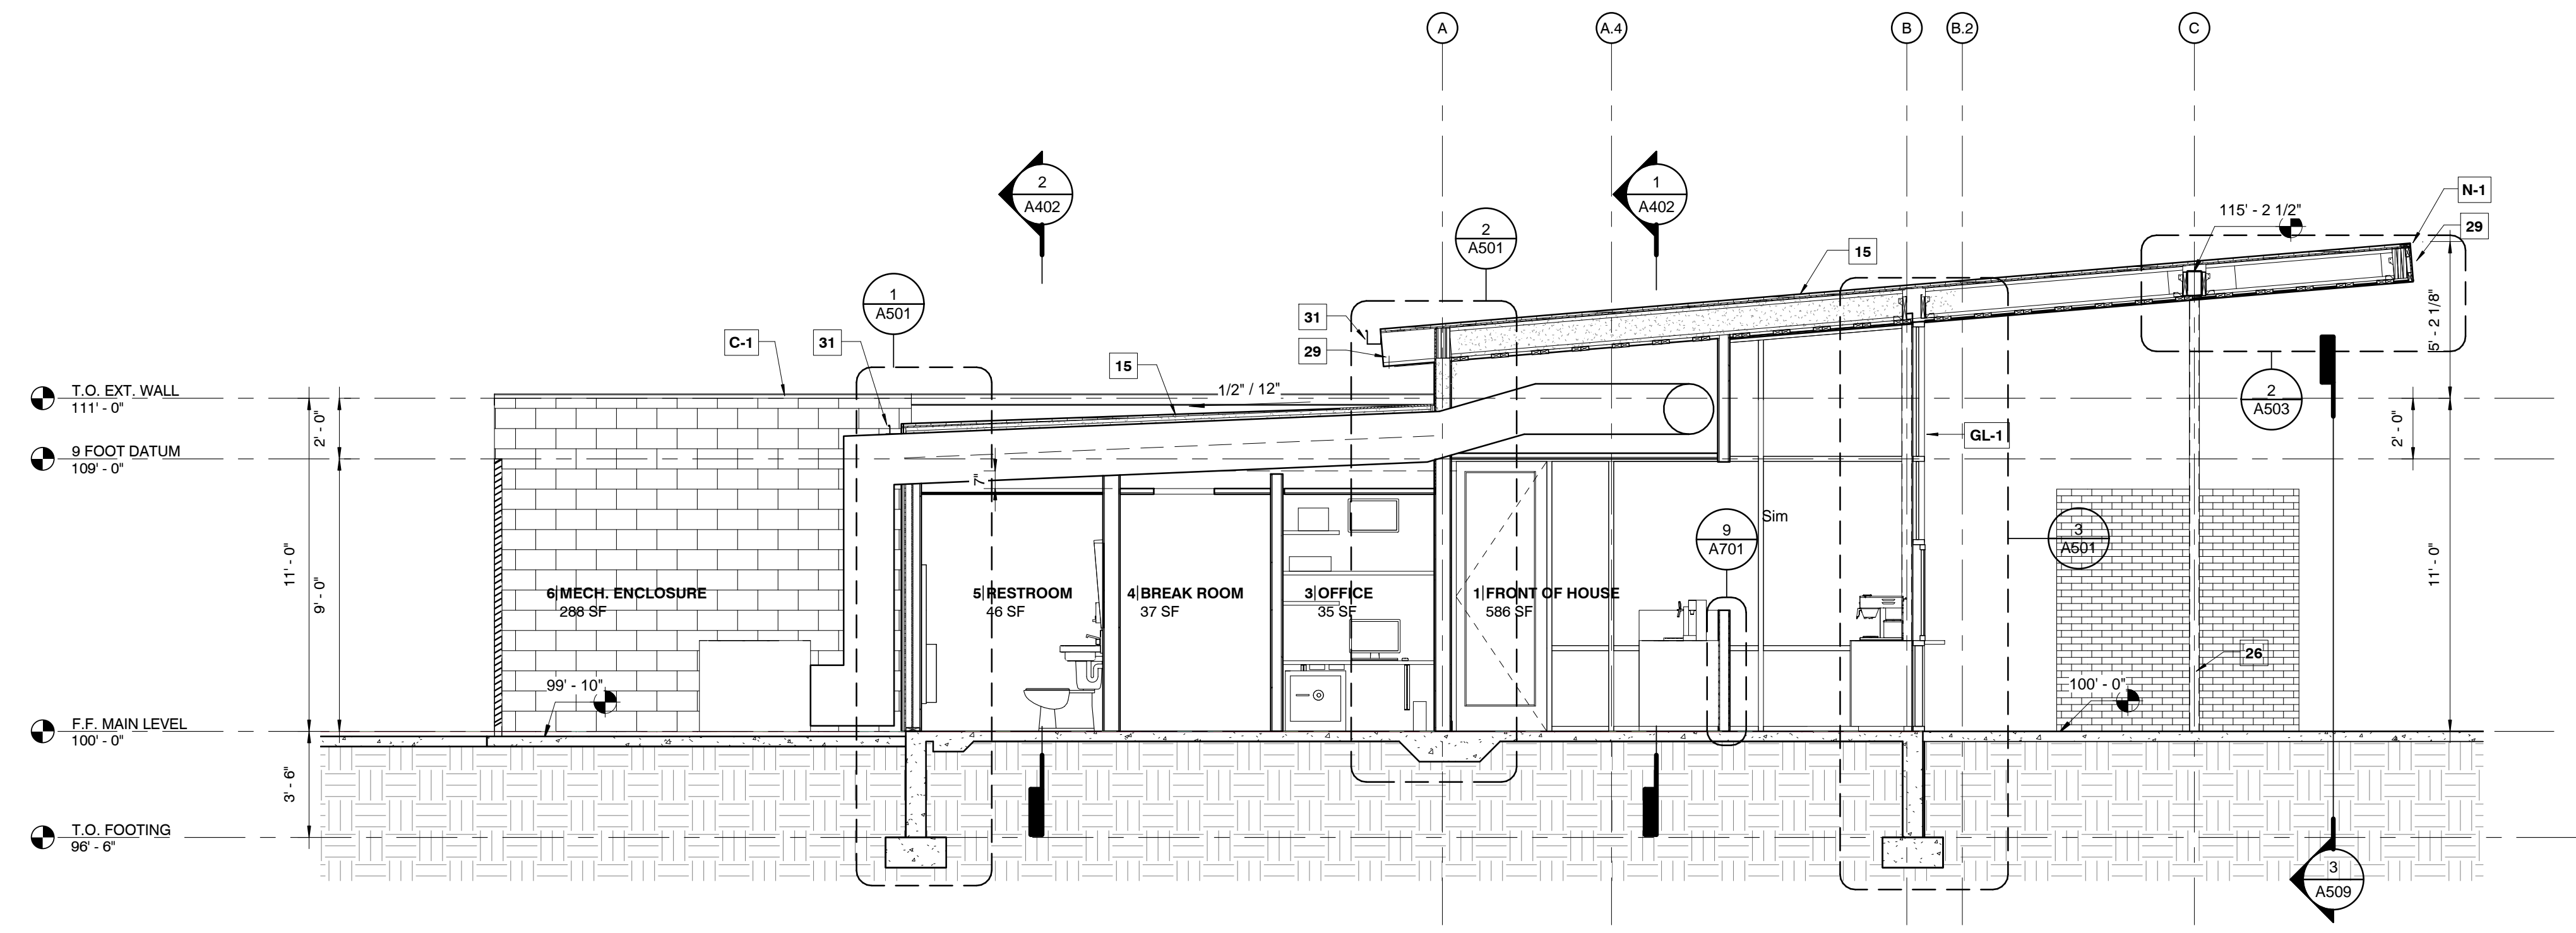 A
A.4
B
B.2
C
2
A402
1
A402
N-1
115' - 2 1/2"
29
2
A501
15
1
A501
31
29
C-1
31
15
1/2" / 12"
5' - 2 1/8"
T.O. EXT. WALL
111' - 0"
2' - 0"
2
A503
9 FOOT DATUM
109' - 0"
GL-1
2' - 0"
7"
Sim
9
A701
3
A501
11' - 0"
9' - 0"
11' - 0"
6 MECH. ENCLOSURE
288 SF
5 RESTROOM
46 SF
4 BREAK ROOM
37 SF
3 OFFICE
35 SF
1 FRONT OF HOUSE
586 SF
26
99' - 10"
100' - 0"
F.F. MAIN LEVEL
100' - 0"
3' - 6"
T.O. FOOTING
96' - 6"
3
A509